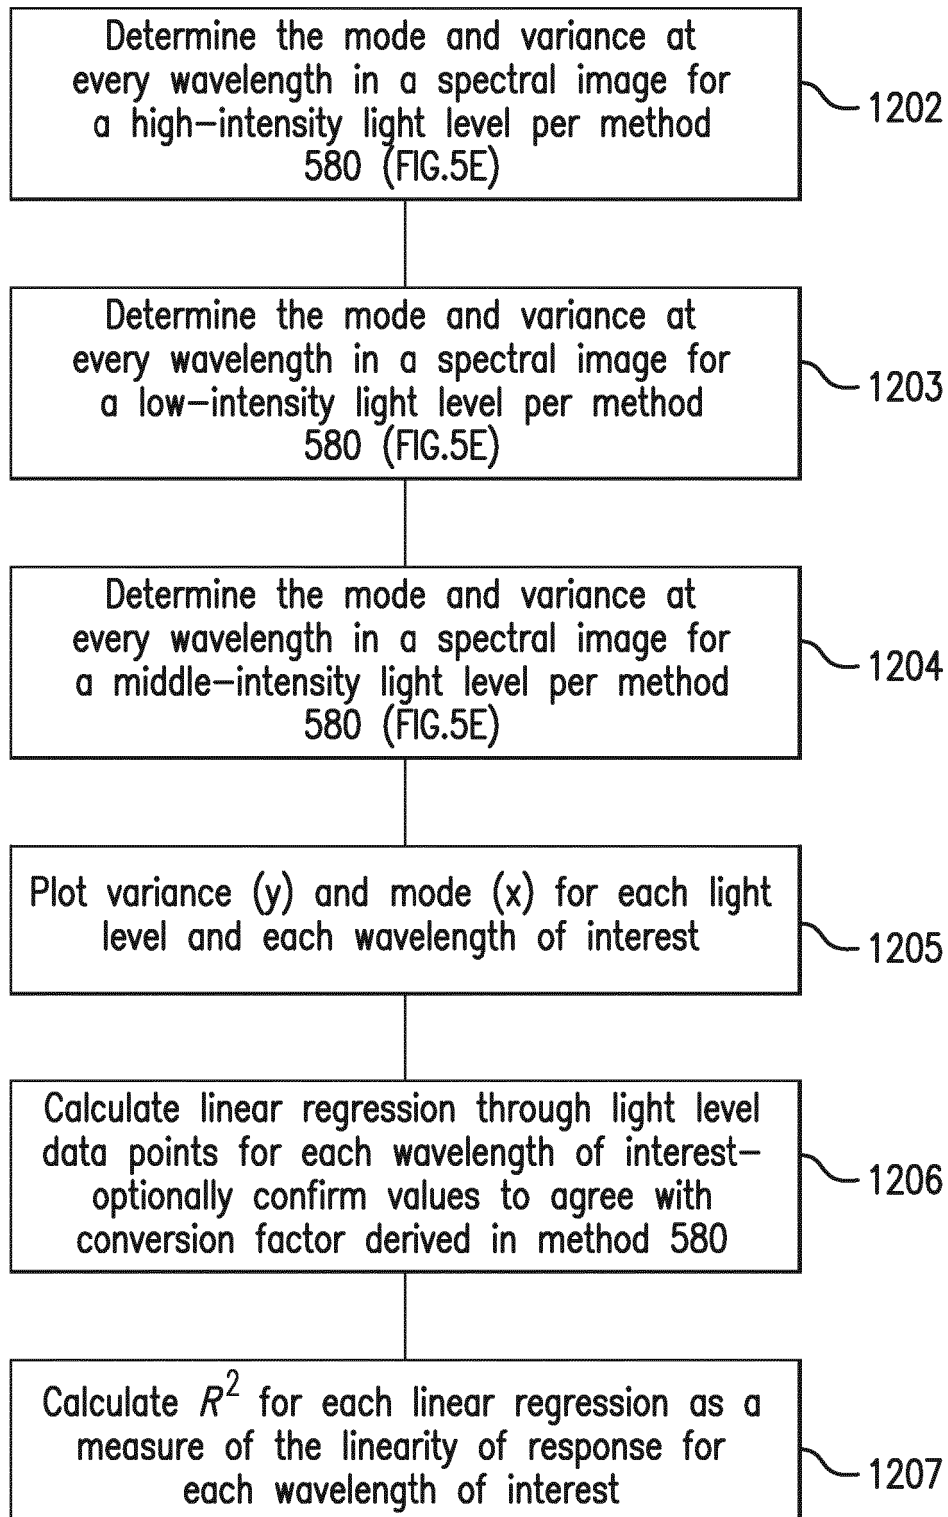 Determine the mode and variance at
every wavelength in a spectral image for
a high-intensity light level per method
580 (FIG.5E)
1202
Determine the mode and variance at
every wavelength in a spectral image for
a low-intensity light level per method
580 (FIG.5E)
1203
Determine the mode and variance at
every wavelength in a spectral image for
a middle-intensity light level per method
580 (FIG.5E)
1204
Plot variance (y) and mode (x) for each light
level and each wavelength of interest
1205
Calculate linear regression through light level
data points for each wavelength of interest-
optionally confirm values to agree with
conversion factor derived in method 580
1206
Calculate R² for each linear regression as a
measure of the linearity of response for
each wavelength of interest
1207